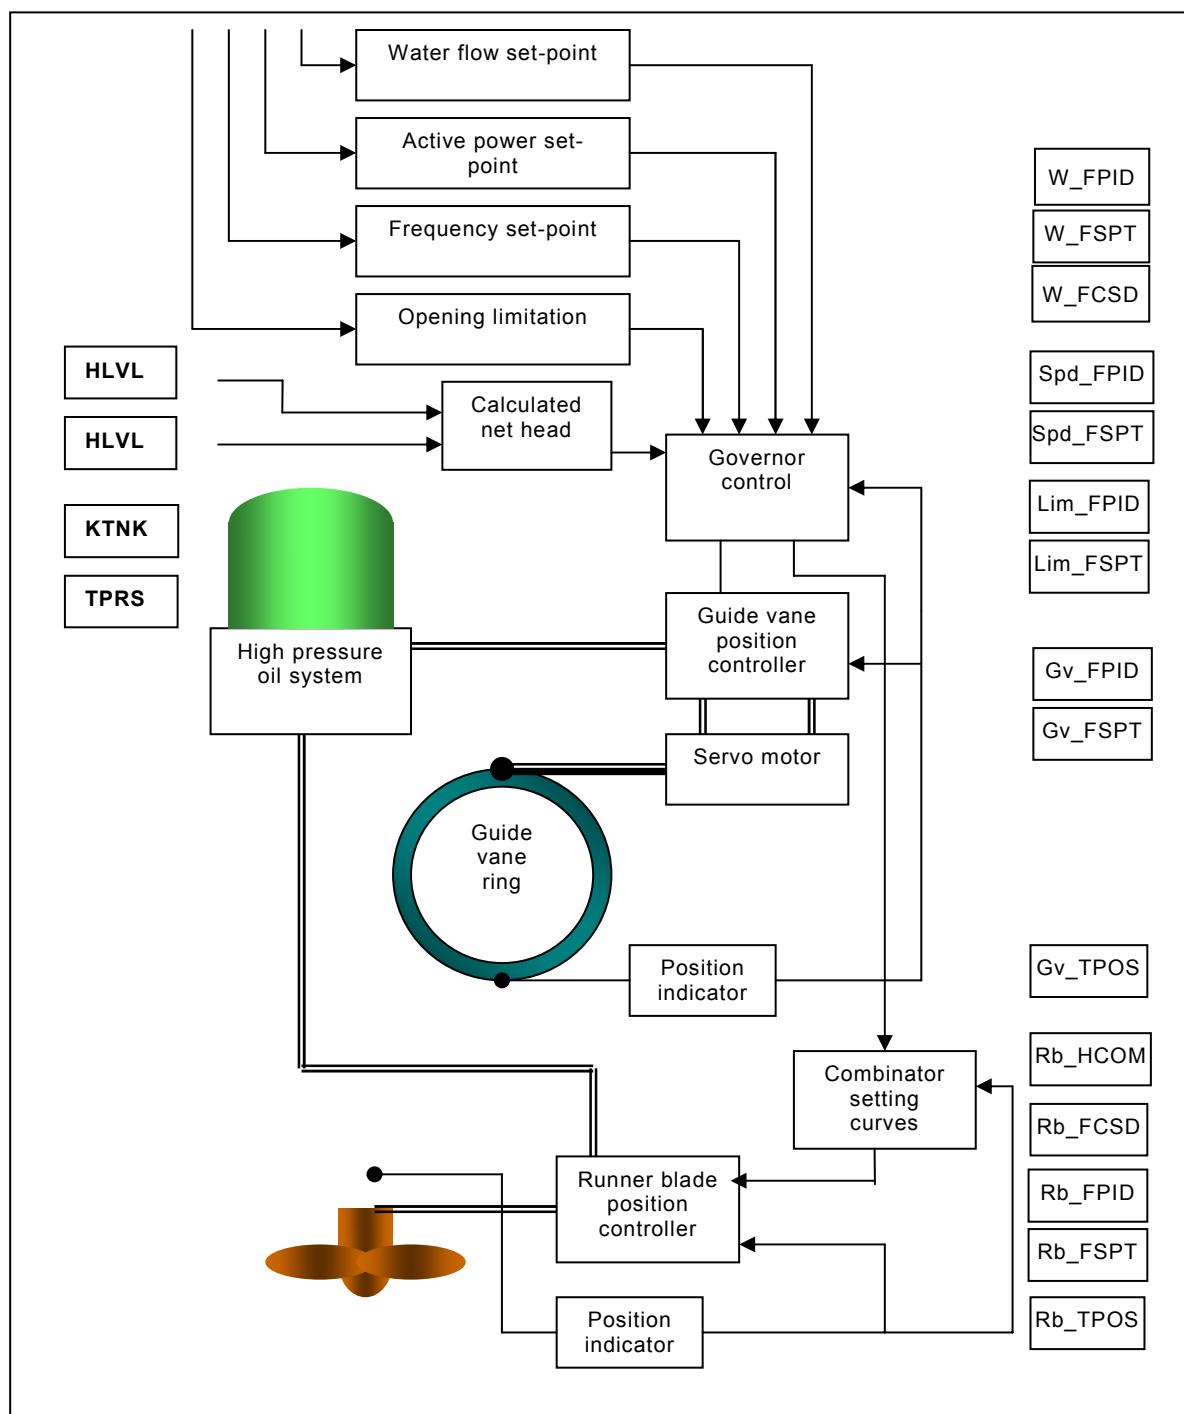 Water flow set-point
Active power set-
point
W_FPID
Frequency set-point
W_FSPT
W_FCSD
Opening limitation
HLVL
Calculated
net head
Spd_FPID
HLVL
Spd_FSPT
Governor
control
KTNK
Lim_FPID
TPRS
Lim_FSPT
Guide vane
position
controller
High pressure
oil system
Gv_FPID
Gv_FSPT
Servo motor
Guide
vane
ring
Position
indicator
Gv_TPOS
Rb_HCOM
Combinator
setting
curves
Rb_FCSD
Runner blade
position
controller
Rb_FPID
Rb_FSPT
Position
indicator
Rb_TPOS